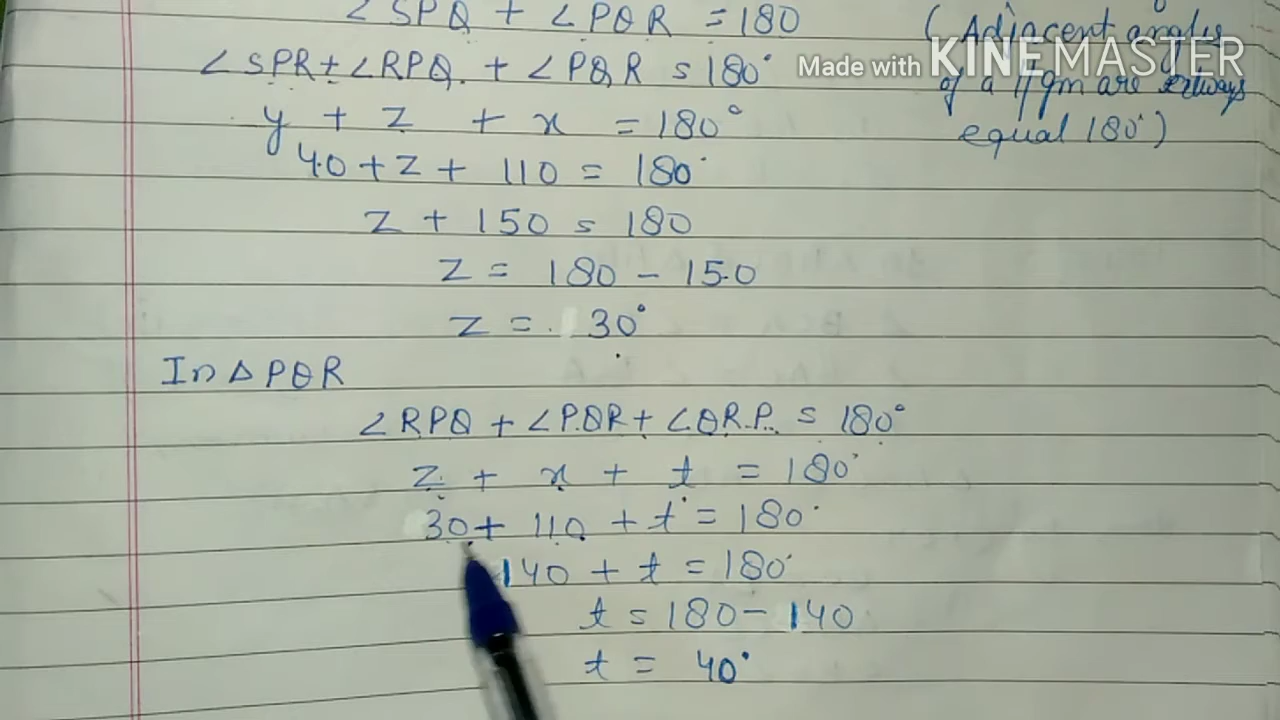 ∠SPQ + ∠PQR = 180 ( Adjacent angles
∠SPR + ∠RPQ + ∠PQR = 180° of a ||gm are always
Made with KINEMASTER
y + z + x = 180° equal 180°)
40 + z + 110 = 180°
z + 150 = 180
z = 180 - 150
z = 30°
In △ PQR
∠RPQ + ∠PQR + ∠QRP = 180°
z + x + t = 180°
30 + 110 + t = 180°
140 + t = 180°
t = 180 - 140
t = 40°